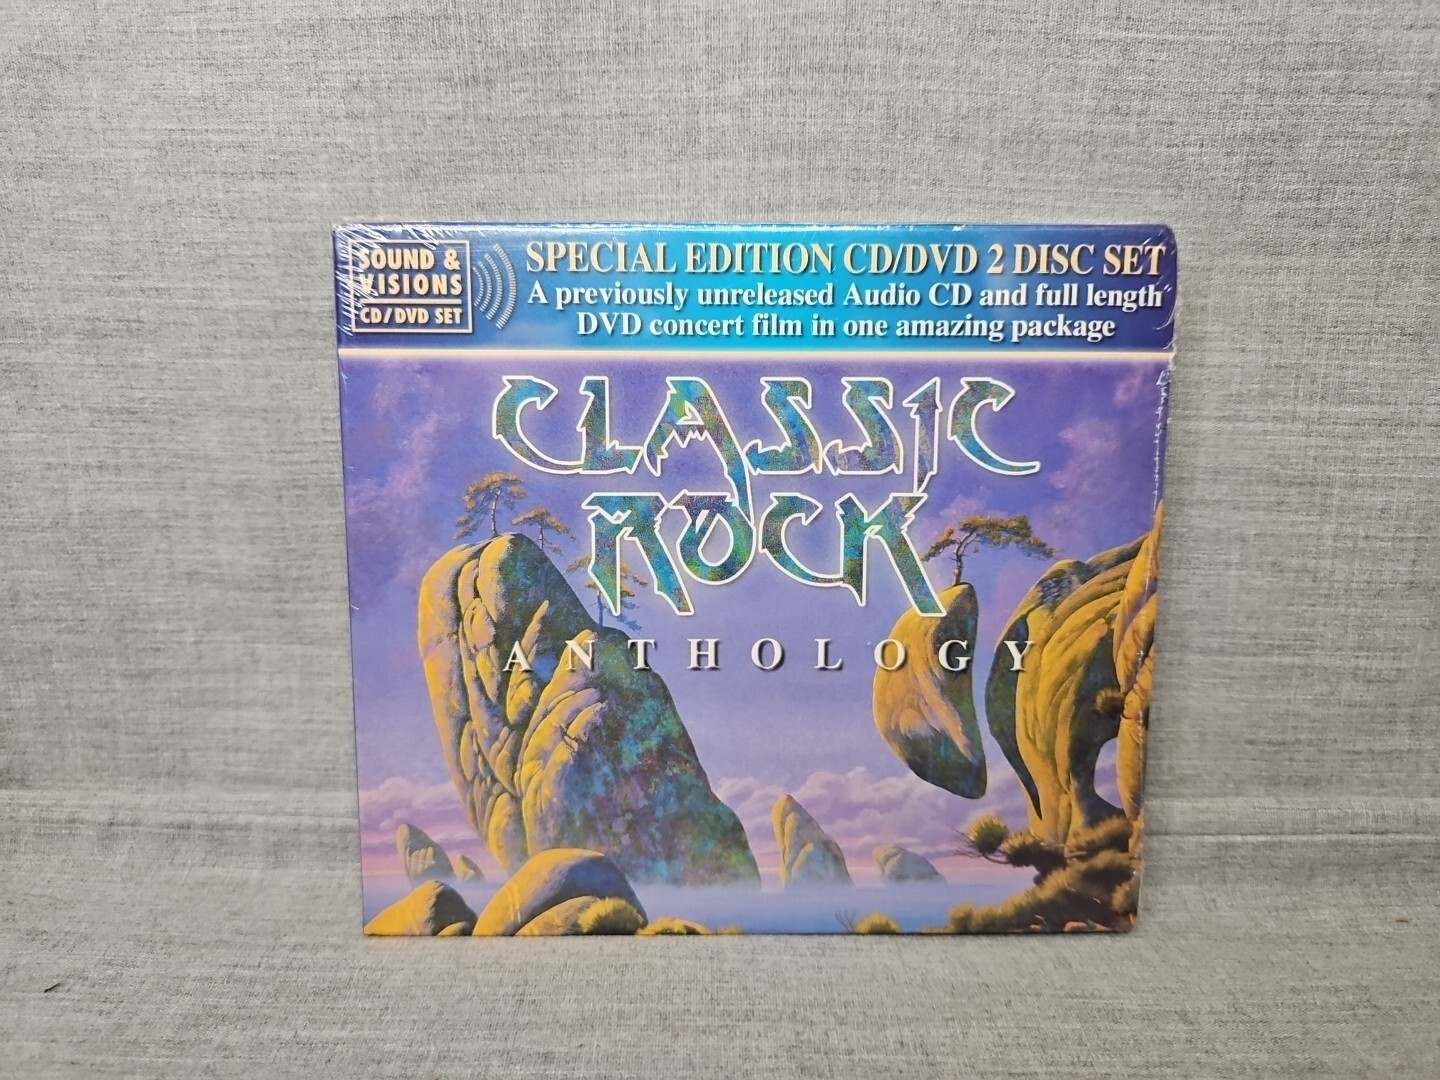 SOUND &
VISIONS
CD/DVD SET
SPECIAL EDITION CD/DVD 2 DISC SET
A previously unreleased Audio CD and full length
DVD concert film in one amazing package
CLASSIC
ROCK
ANTHOLOGY